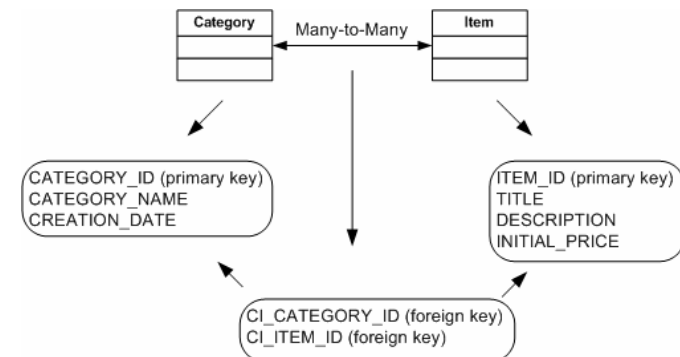 Category
Many-to-Many
Item
CATEGORY_ID (primary key)
CATEGORY_NAME
CREATION_DATE
ITEM_ID (primary key)
TITLE
DESCRIPTION
INITIAL_PRICE
CI_CATEGORY_ID (foreign key)
CI_ITEM_ID (foreign key)